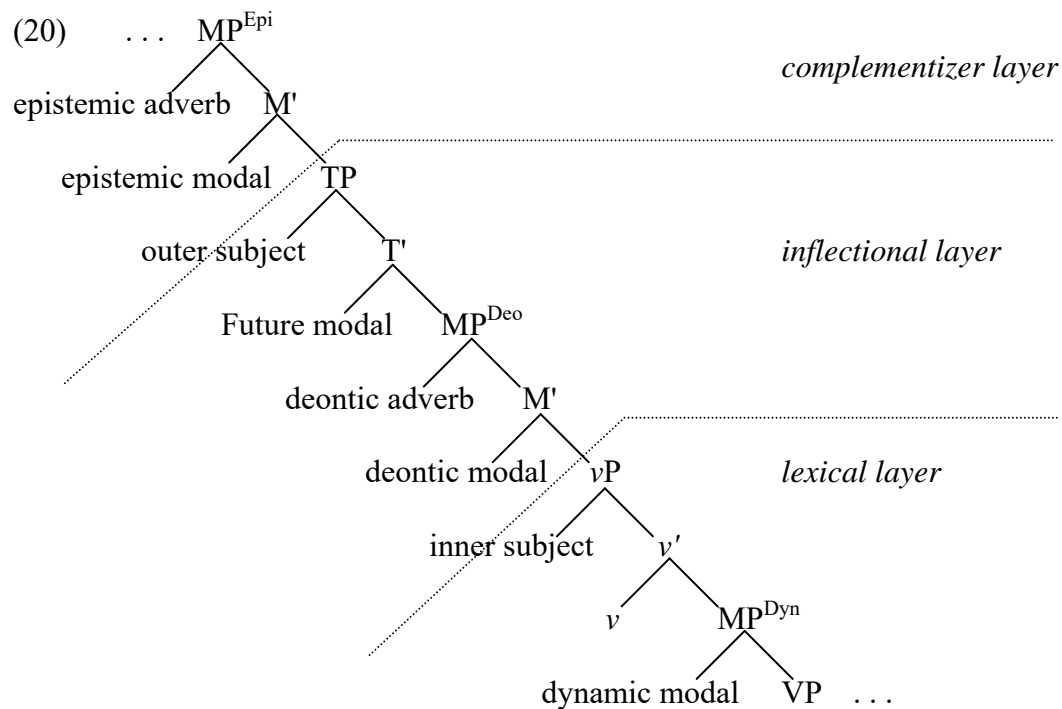 (20) . . . MP^Epi
complementizer layer
epistemic adverb M'
epistemic modal TP
outer subject T' inflectional layer
Future modal MP^Deo
deontic adverb M'
deontic modal vP lexical layer
inner subject v'
v MP^Dyn
dynamic modal VP . . .